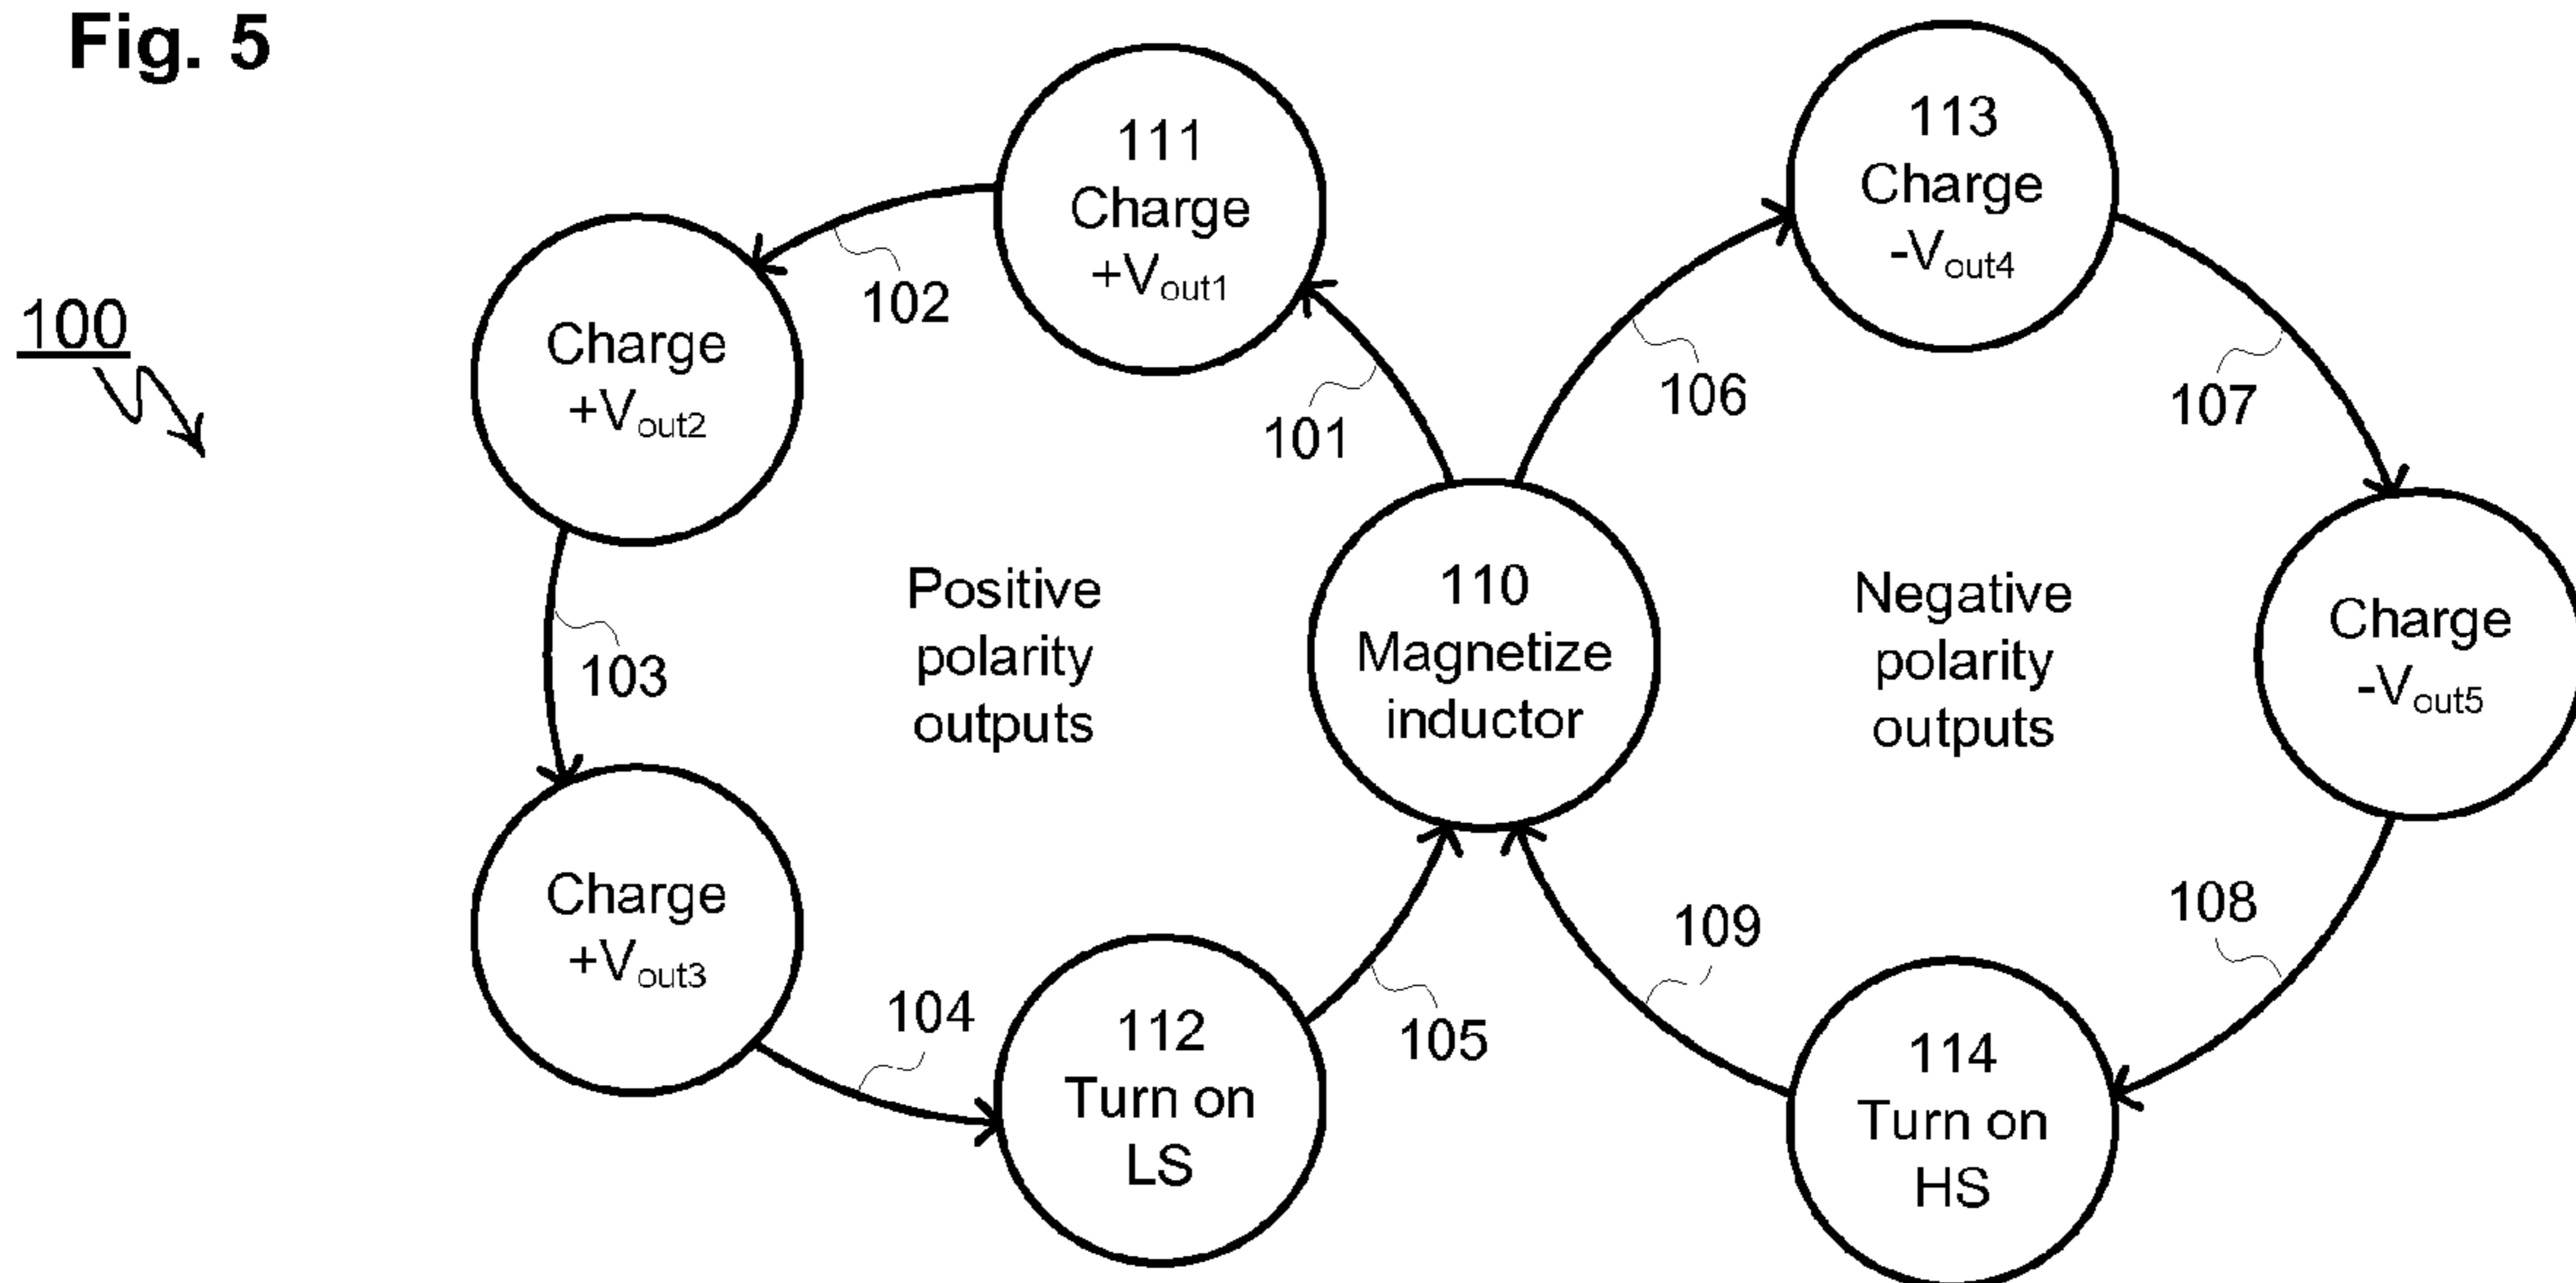 Fig. 5
100
111
Charge
+Vout1
113
Charge
-Vout4
102
Charge
+Vout2
101
106
107
103
Positive
polarity
outputs
110
Magnetize
inductor
Negative
polarity
outputs
Charge
-Vout5
Charge
+Vout3
104
112
Turn on
LS
105
109
108
114
Turn on
HS